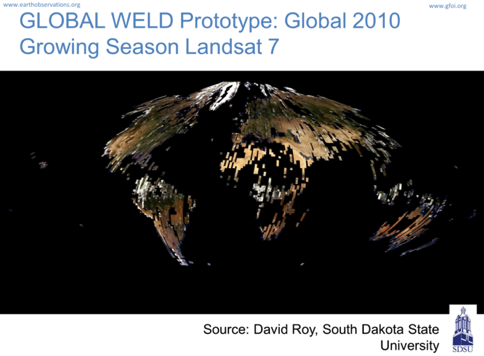 www.earthobservations.org
www.gfoi.org
GLOBAL WELD Prototype: Global 2010
Growing Season Landsat 7
Source: David Roy, South Dakota State
University
SDSU